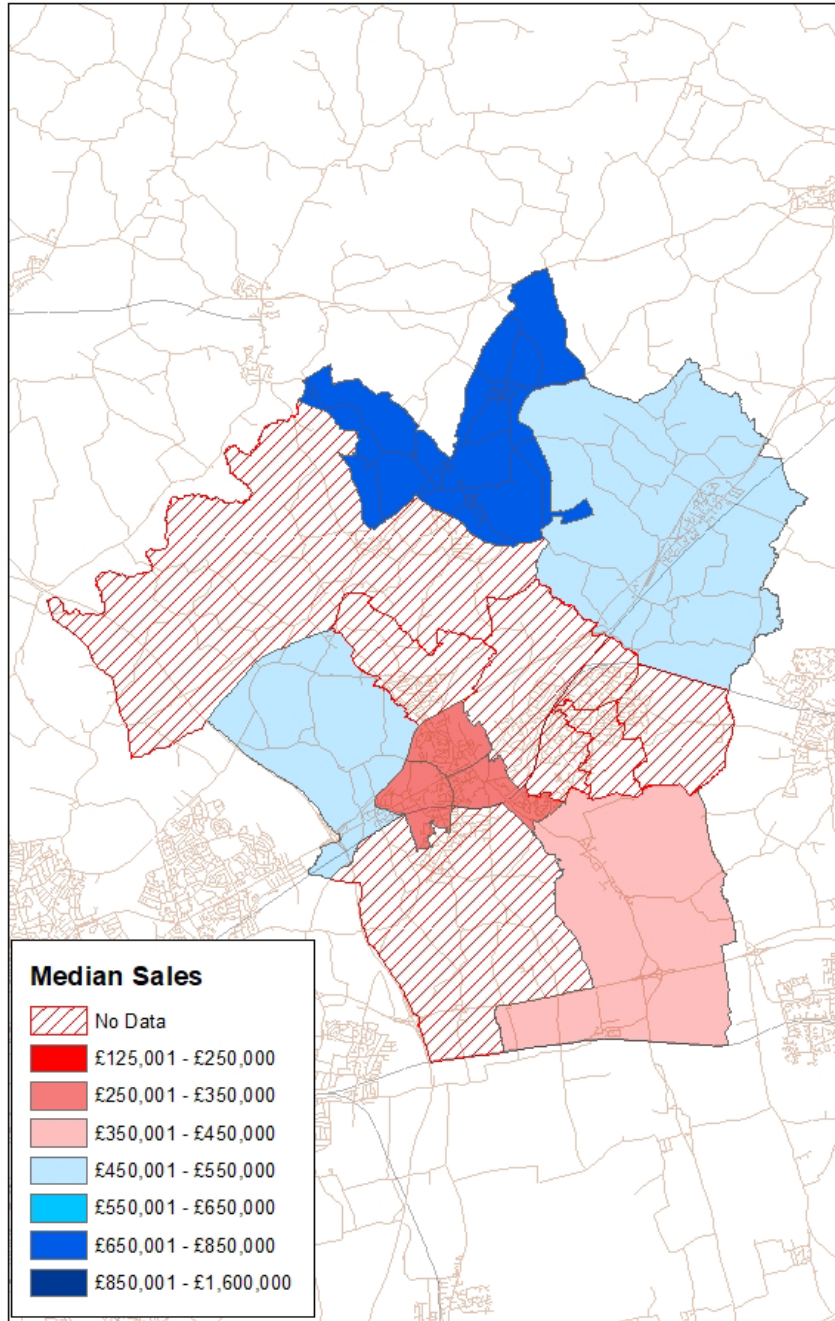 Median Sales
No Data
£125,001 - £250,000
£250,001 - £350,000
£350,001 - £450,000
£450,001 - £550,000
£550,001 - £650,000
£650,001 - £850,000
£850,001 - £1,600,000